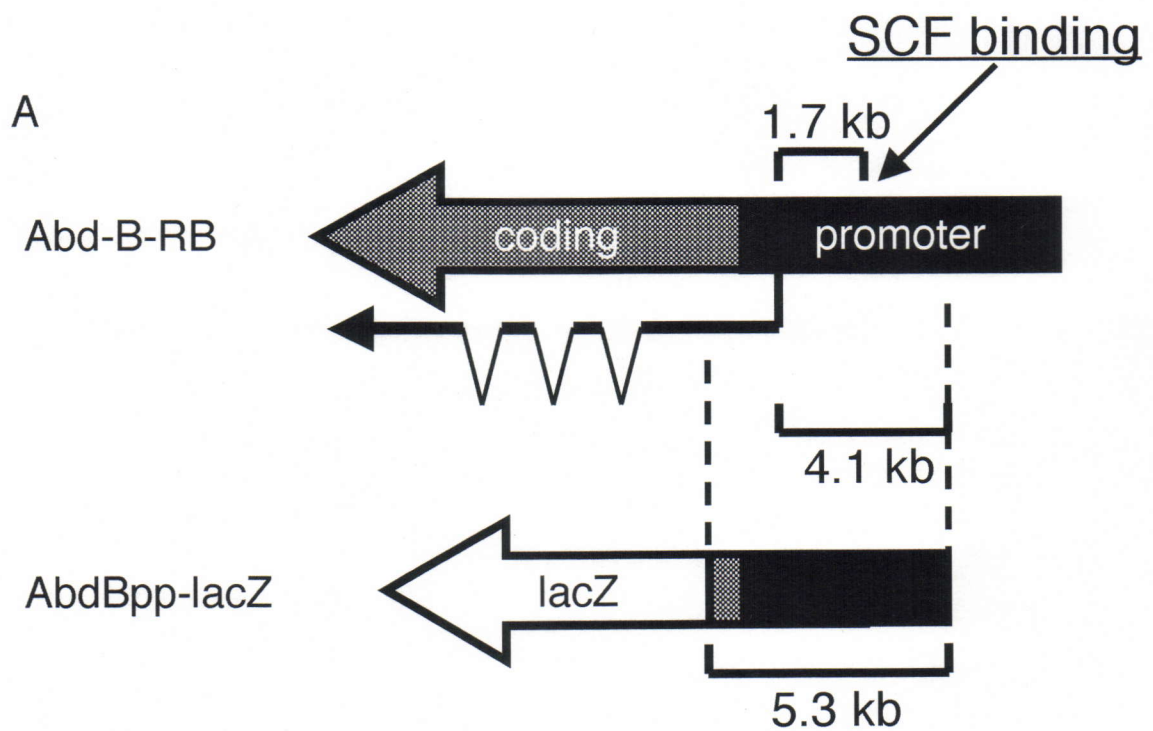 SCF binding
A
1.7 kb
Abd-B-RB
coding
promoter
4.1 kb
AbdBpp-lacZ
lacZ
5.3 kb